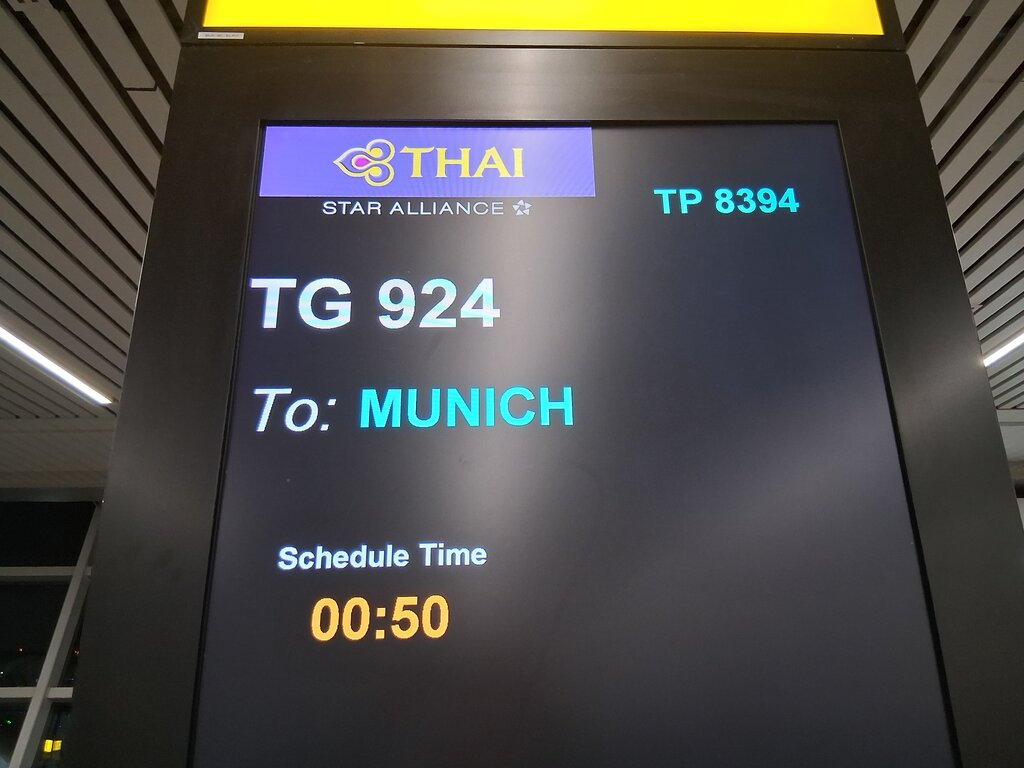 THAI
STAR ALLIANCE
TP 8394
TG 924
To: MUNICH
Schedule Time
00:50